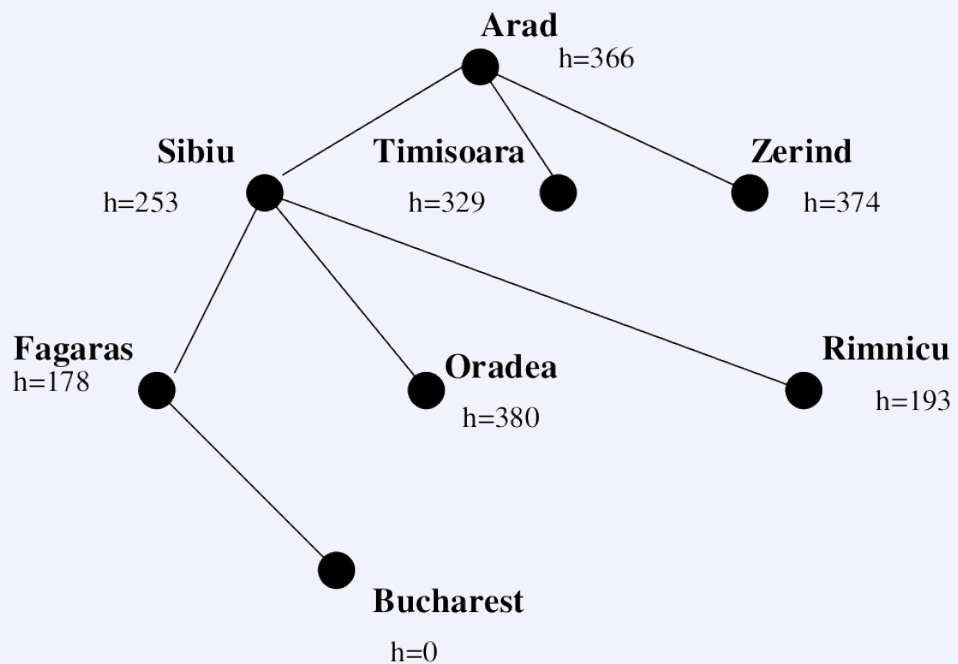 Arad
h=366
Sibiu
h=253
Timisoara
h=329
Zerind
h=374
Fagaras
h=178
Oradea
h=380
Rimnicu
h=193
Bucharest
h=0